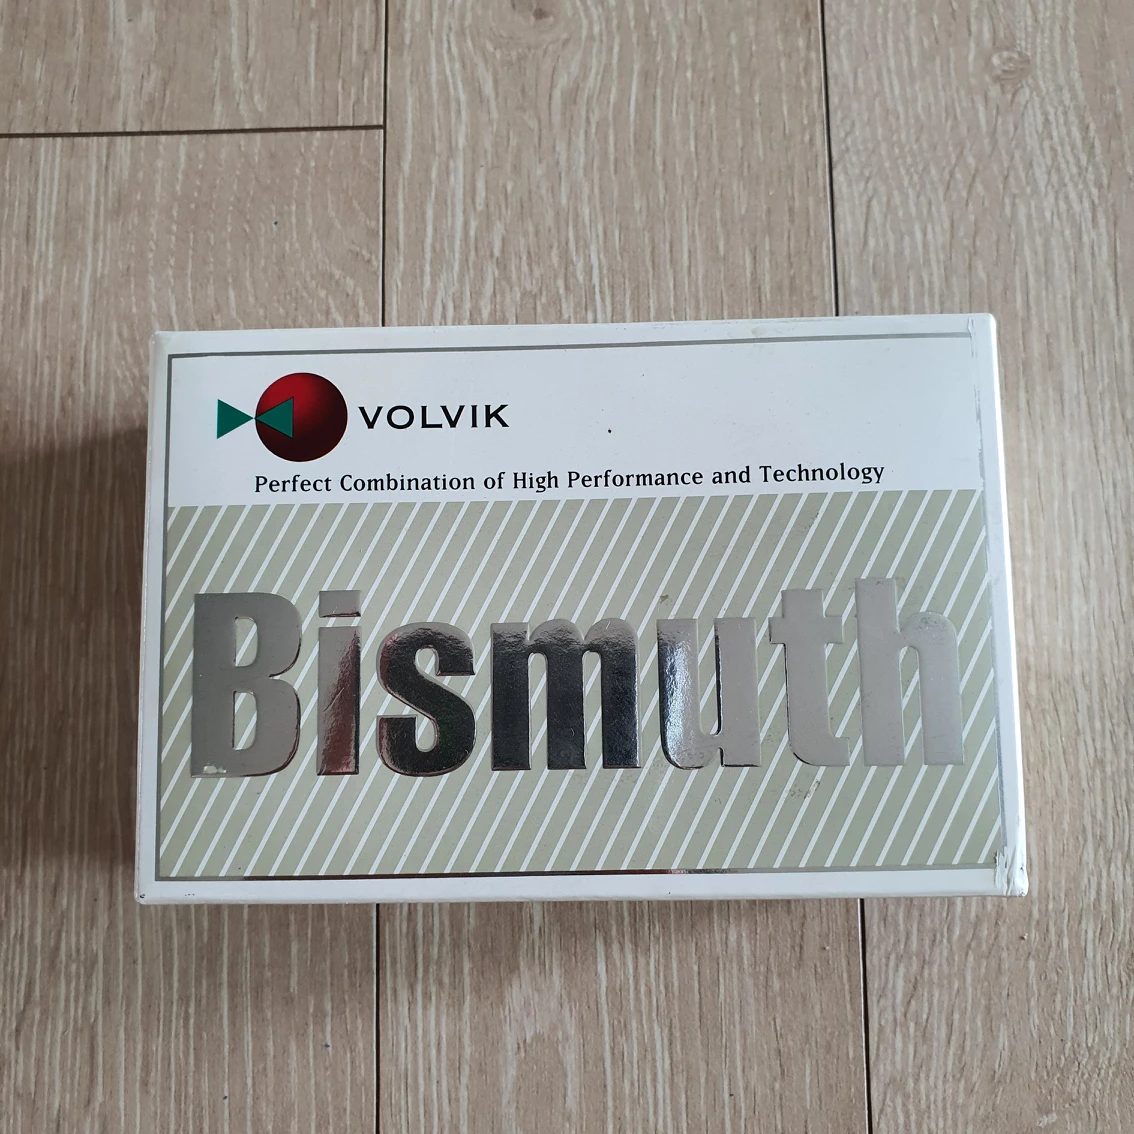 VOLVIK
Perfect Combination of High Performance and Technology
Bismuth